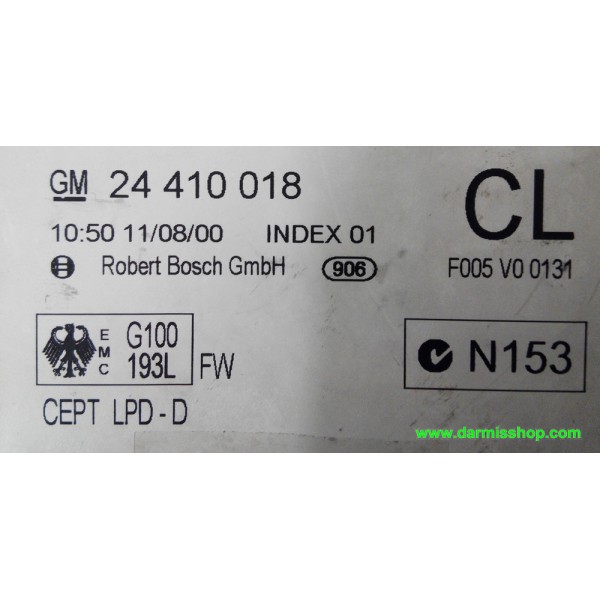 GM 24 410 018 CL
10:50 11/08/00 INDEX 01
Robert Bosch GmbH 906 F005 V0 0131
EMC G100 193L FW
N153
CEPT LPD - D
www.darmisshop.com